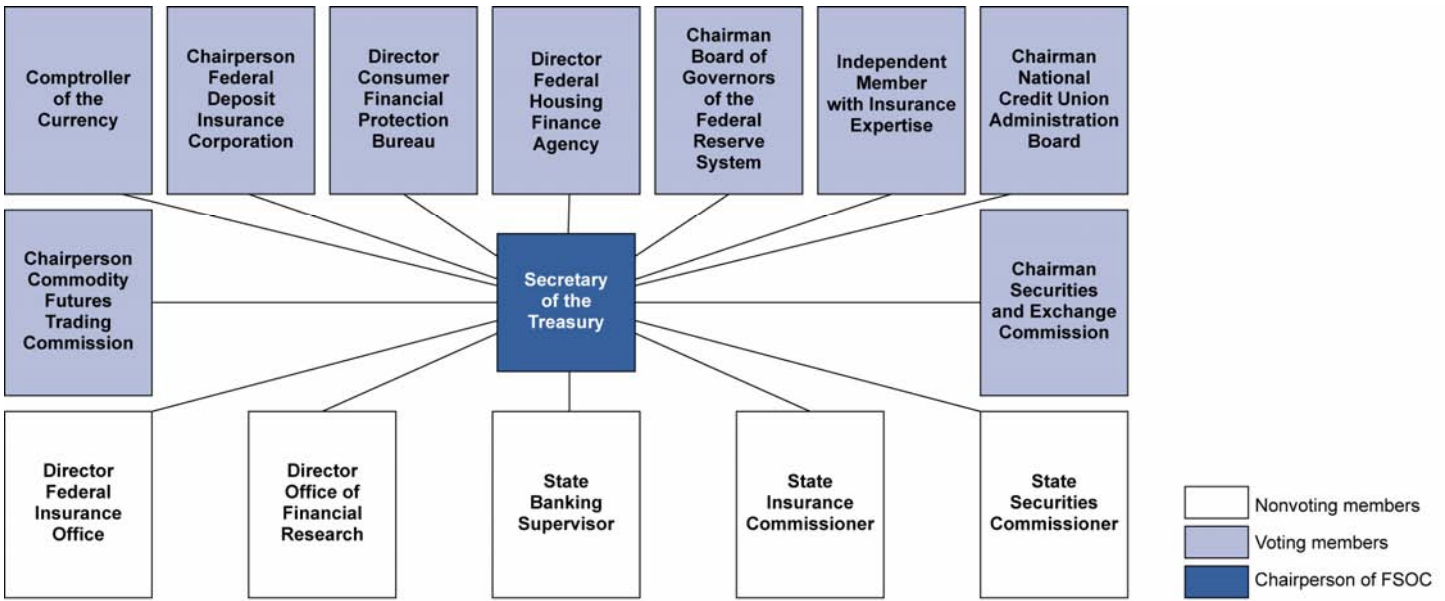 Comptroller
of the
Currency
Chairperson
Federal
Deposit
Insurance
Corporation
Director
Consumer
Financial
Protection
Bureau
Director
Federal
Housing
Finance
Agency
Chairman
Board of
Governors
of the
Federal
Reserve
System
Independent
Member
with Insurance
Expertise
Chairman
National
Credit Union
Administration
Board
Chairperson
Commodity
Futures
Trading
Commission
Secretary
of the
Treasury
Chairman
Securities
and Exchange
Commission
Director
Federal
Insurance
Office
Director
Office of
Financial
Research
State
Banking
Supervisor
State
Insurance
Commissioner
State
Securities
Commissioner
Nonvoting members
Voting members
Chairperson of FSOC